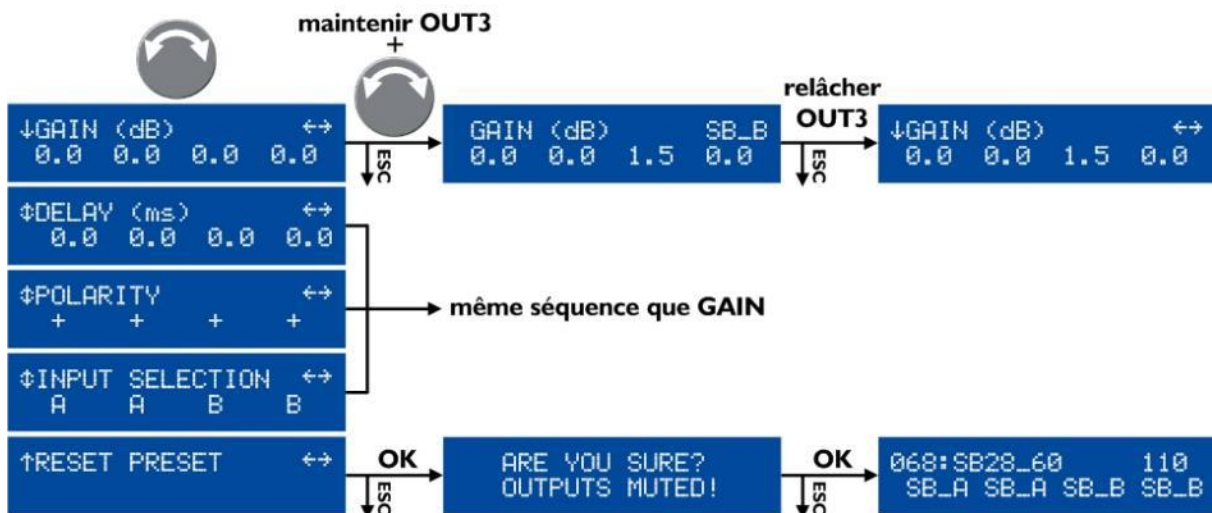 maintenir OUT3
+
relâcher
OUT3
↓GAIN (dB) ↔
0.0 0.0 0.0 0.0
ESC
GAIN (dB) SB_B
0.0 0.0 1.5 0.0
ESC
↓GAIN (dB) ↔
0.0 0.0 1.5 0.0
↕DELAY (ms) ↔
0.0 0.0 0.0 0.0
↕POLARITY ↔
+ + + +
même séquence que GAIN
↕INPUT SELECTION ↔
A A B B
↑RESET PRESET ↔
OK
ESC
ARE YOU SURE?
OUTPUTS MUTED!
OK
ESC
068:SB28_60 110
SB_A SB_A SB_B SB_B